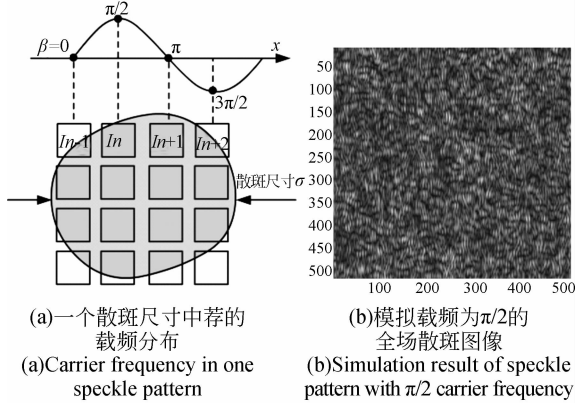 π/2
β=0
π
x
3π/2
In-1 In In+1 In+2
散斑尺寸σ
50
100
150
200
250
300
350
400
450
500
100 200 300 400 500
(a)一个散斑尺寸中荐的
载频分布
(a)Carrier frequency in one
speckle pattern
(b)模拟载频为π/2的
全场散斑图像
(b)Simulation result of speckle
pattern with π/2 carrier frequency